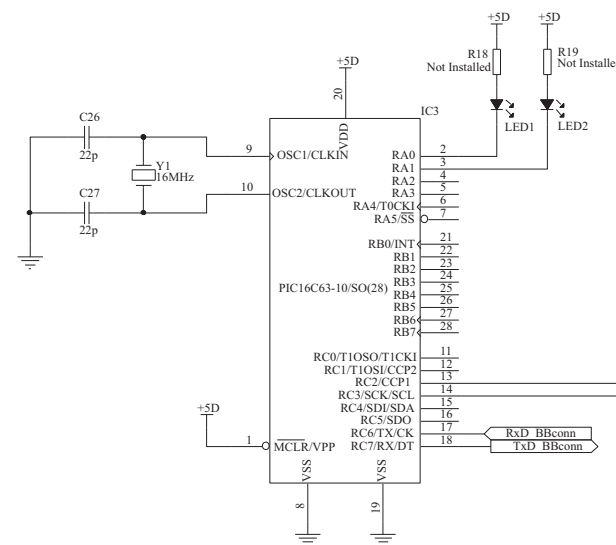 +5D
+5D
R18
Not Installed
R19
Not Installe
+5D
20
VDD
IC3
LED1
LED2
C26
22p
Y1
16MHz
C27
22p
9
OSC1/CLKIN
10
OSC2/CLKOUT
RA0
2
RA1
3
RA2
4
RA3
5
RA4/T0CKI
6
RA5/SS
7
RB0/INT
21
RB1
22
RB2
23
RB3
24
RB4
25
RB5
26
RB6
27
RB7
28
PIC16C63-10/SO(28)
RC0/T1OSO/T1CKI
11
RC1/T1OSI/CCP2
12
RC2/CCP1
13
RC3/SCK/SCL
14
RC4/SDI/SDA
15
RC5/SDO
16
RC6/TX/CK
17
RxD_BBconn
RC7/RX/DT
18
TxD_BBconn
+5D
1
MCLR/VPP
VSS
8
VSS
19